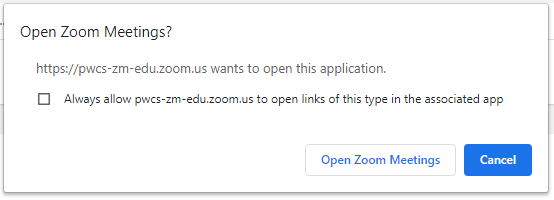 Open Zoom Meetings?
https://pwcs-zm-edu.zoom.us wants to open this application.
Always allow pwcs-zm-edu.zoom.us to open links of this type in the associated app
Open Zoom Meetings Cancel